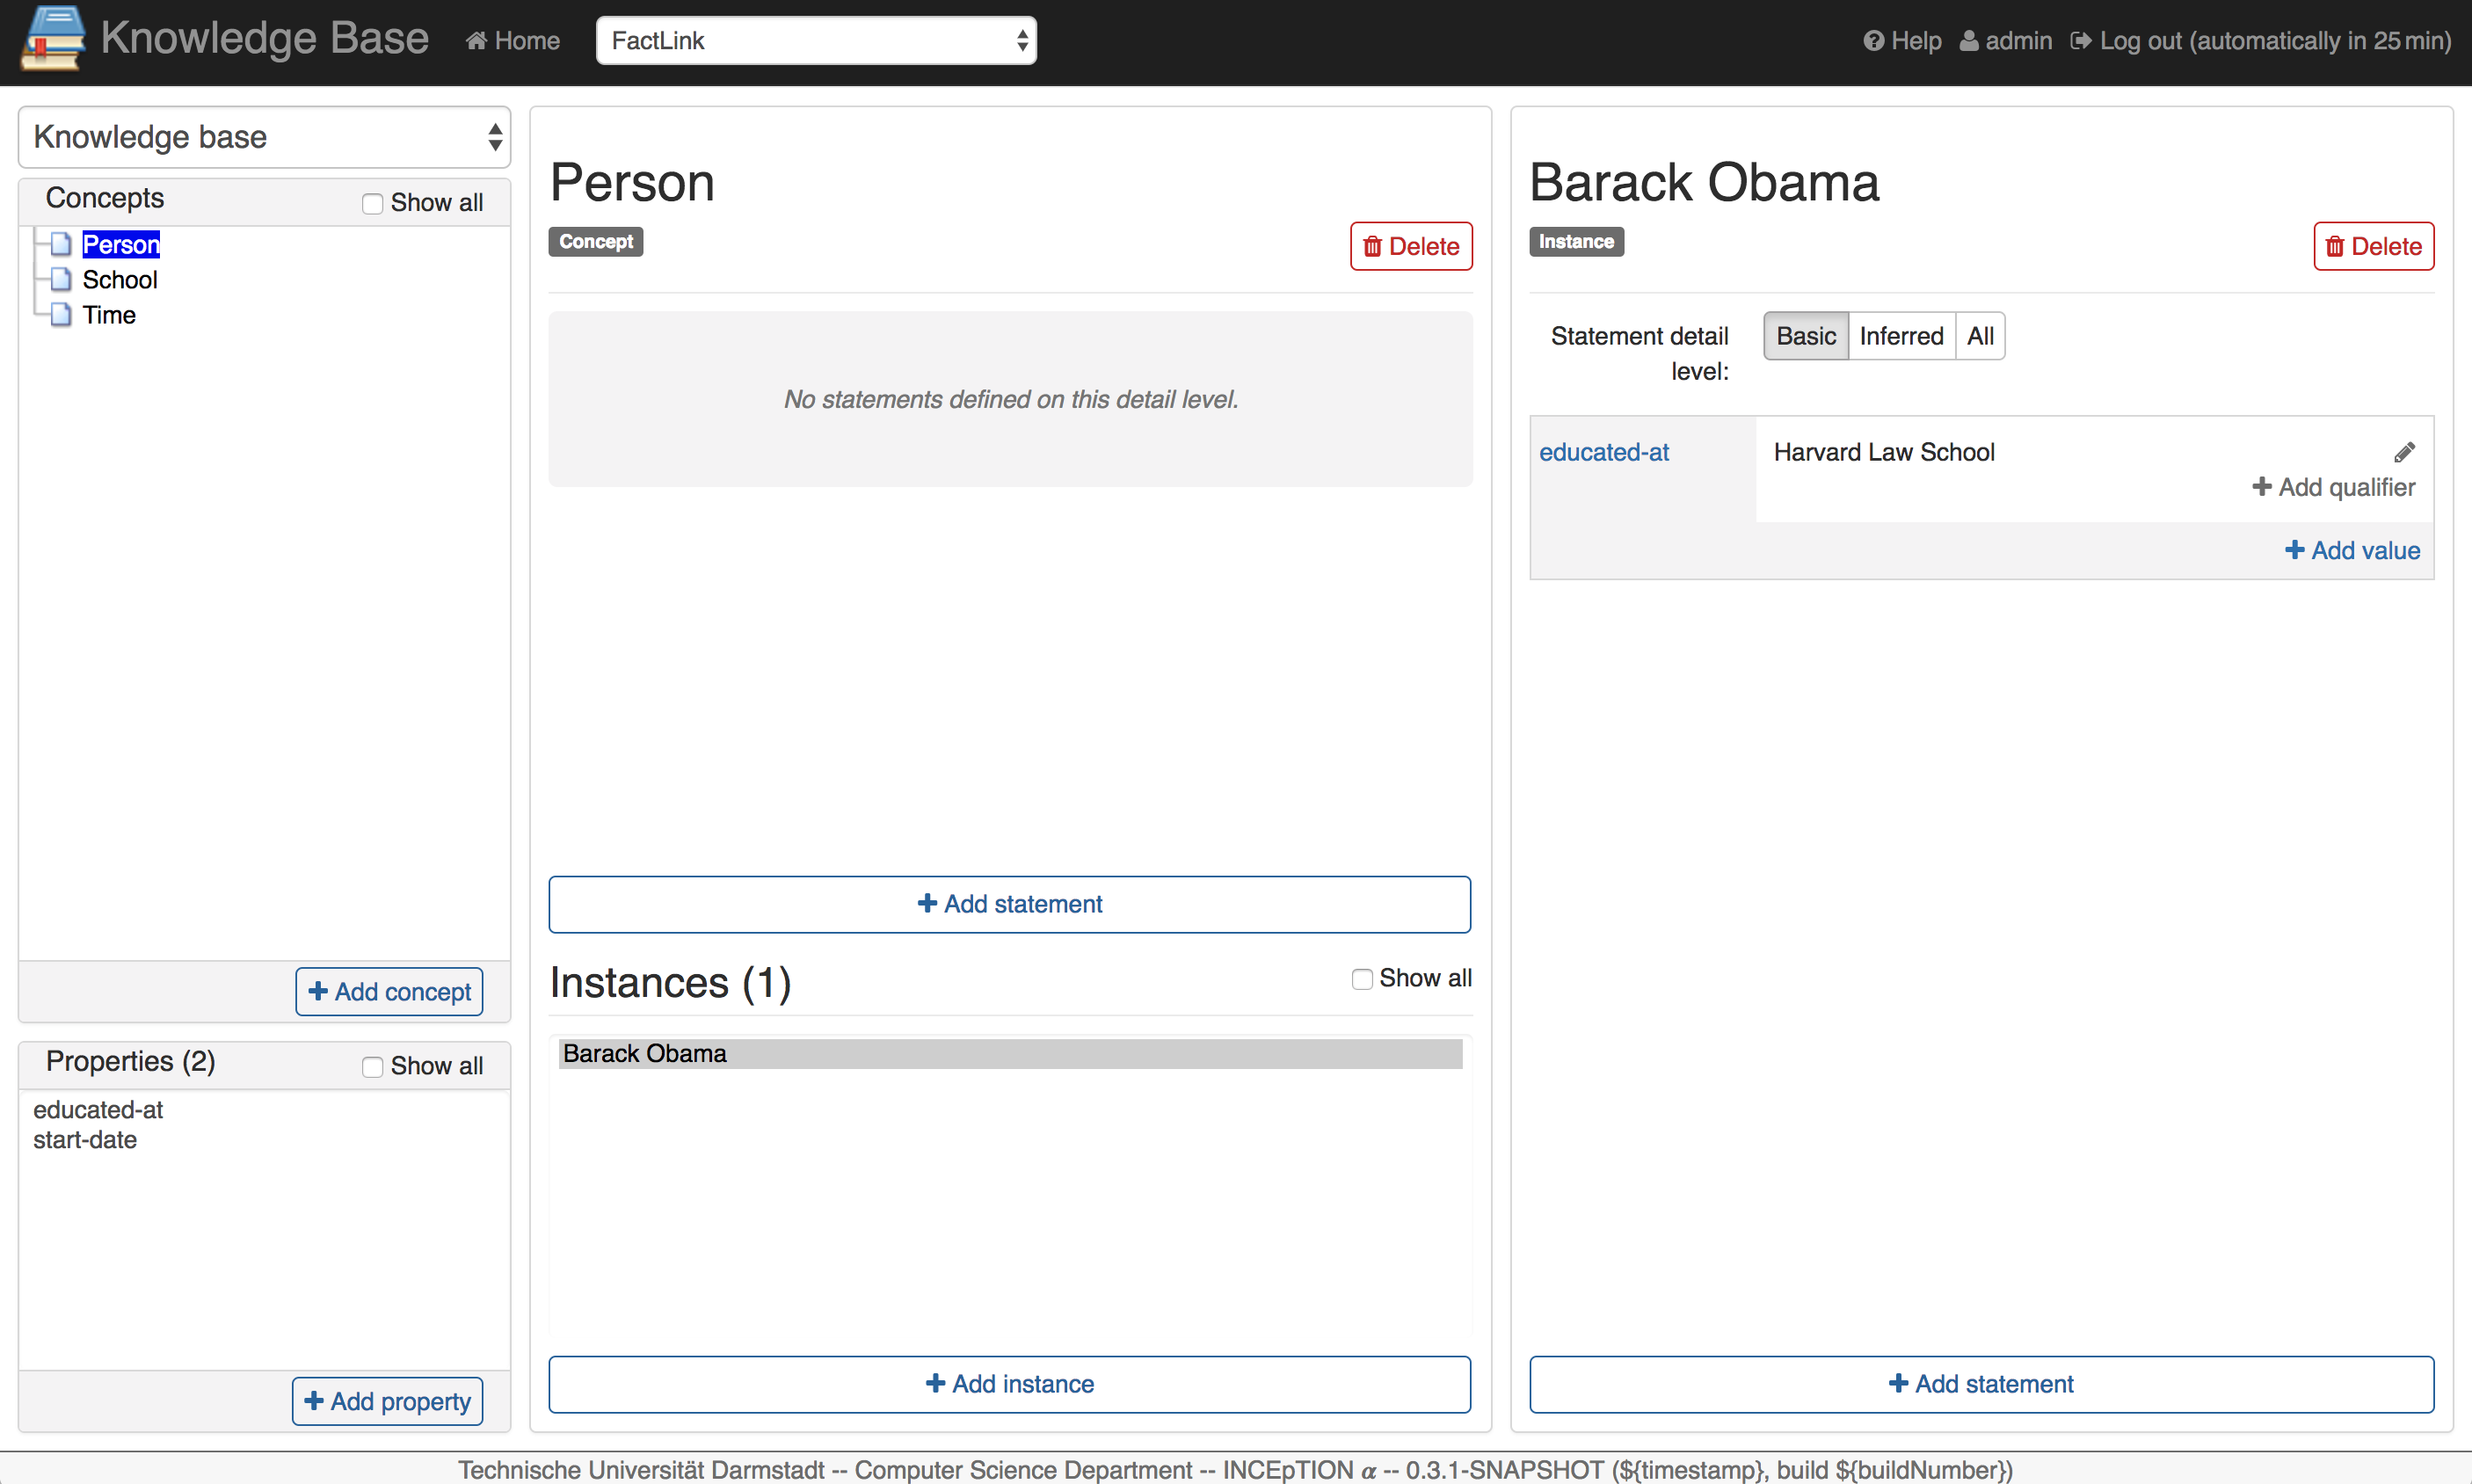 Knowledge Base
Home
FactLink
Help
admin
Log out (automatically in 25 min)
Knowledge base
Concepts
Show all
Person
School
Time
Add concept
Properties (2)
Show all
educated-at
start-date
Add property
Person
Concept
Delete
No statements defined on this detail level.
Add statement
Instances (1)
Show all
Barack Obama
Add instance
Barack Obama
Instance
Delete
Statement detail
level:
Basic
Inferred
All
educated-at
Harvard Law School
Add qualifier
Add value
Add statement
Technische Universität Darmstadt -- Computer Science Department -- INCEpTION α -- 0.3.1-SNAPSHOT (${timestamp}, build ${buildNumber})